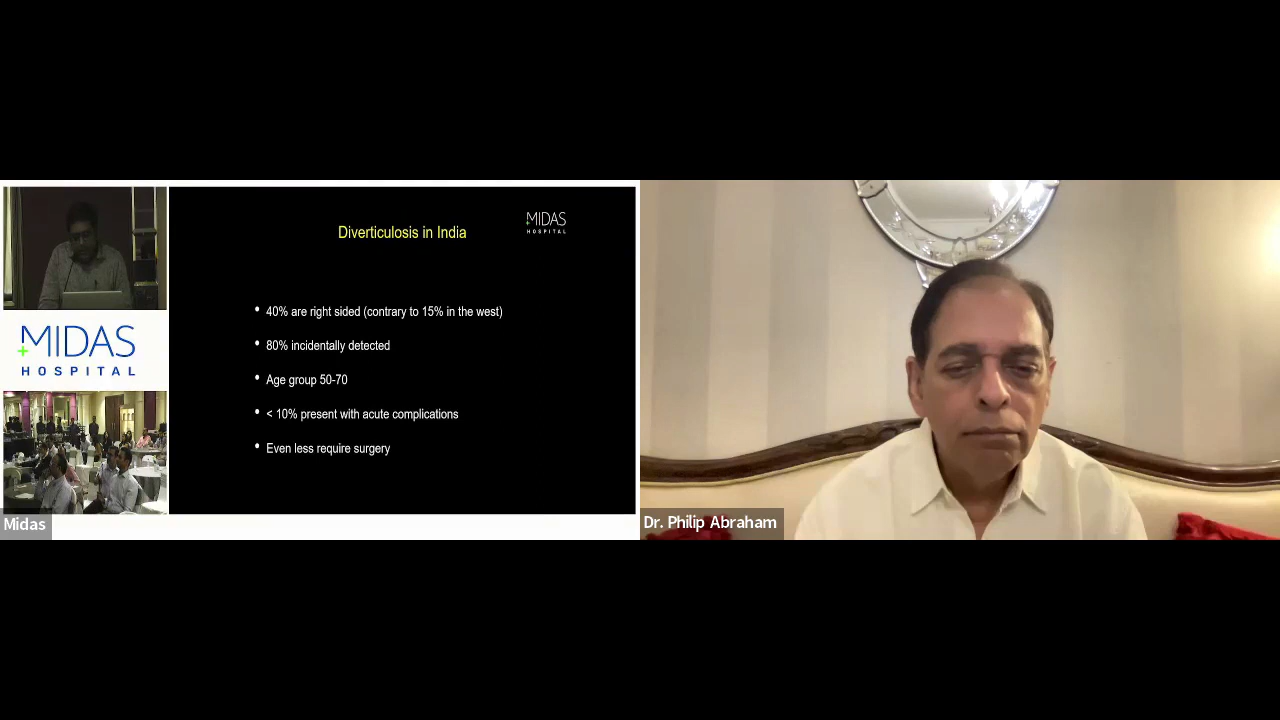 MIDAS
HOSPITAL
Diverticulosis in India
• 40% are right sided (contrary to 15% in the west)
• 80% incidentally detected
• Age group 50-70
• < 10% present with acute complications
• Even less require surgery
MIDAS
HOSPITAL
Midas
Dr. Philip Abraham